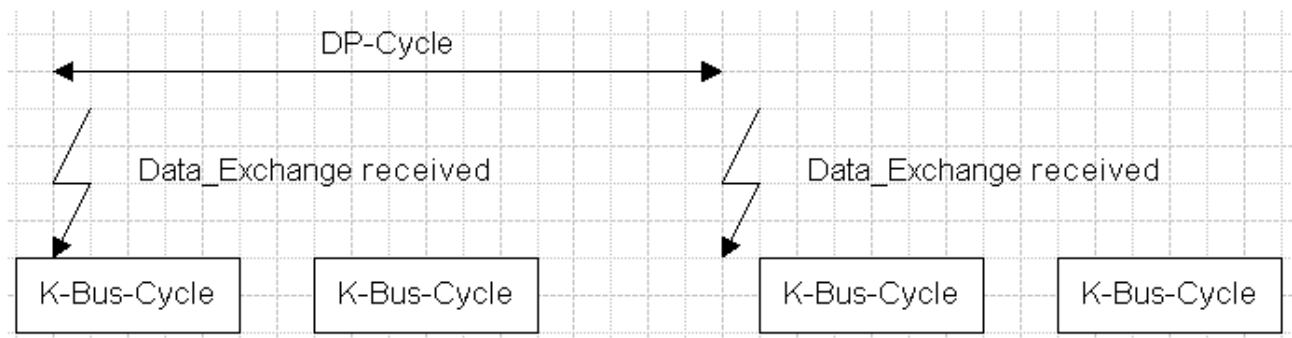 DP-Cycle
Data_Exchange received
Data_Exchange received
K-Bus-Cycle
K-Bus-Cycle
K-Bus-Cycle
K-Bus-Cycle